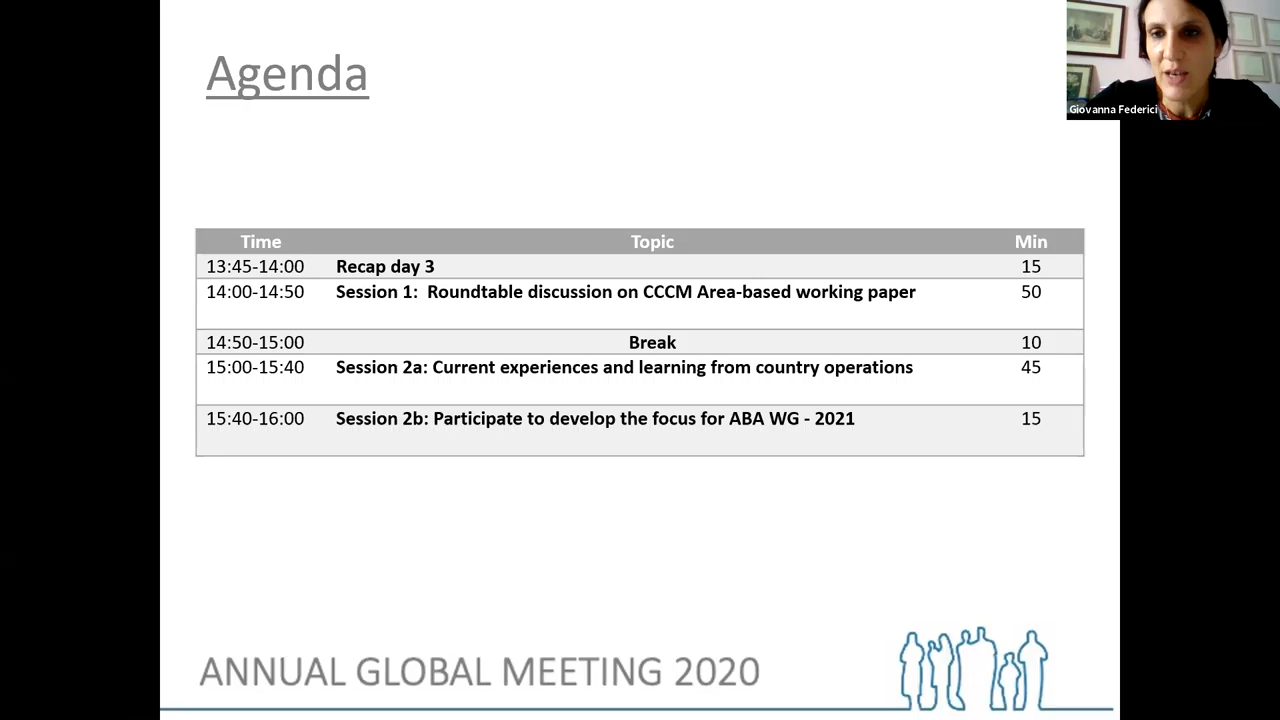 Agenda
Giovanna Federici
Time Topic Min
13:45-14:00 Recap day 3 15
14:00-14:50 Session 1: Roundtable discussion on CCCM Area-based working paper 50
14:50-15:00 Break 10
15:00-15:40 Session 2a: Current experiences and learning from country operations 45
15:40-16:00 Session 2b: Participate to develop the focus for ABA WG - 2021 15
ANNUAL GLOBAL MEETING 2020